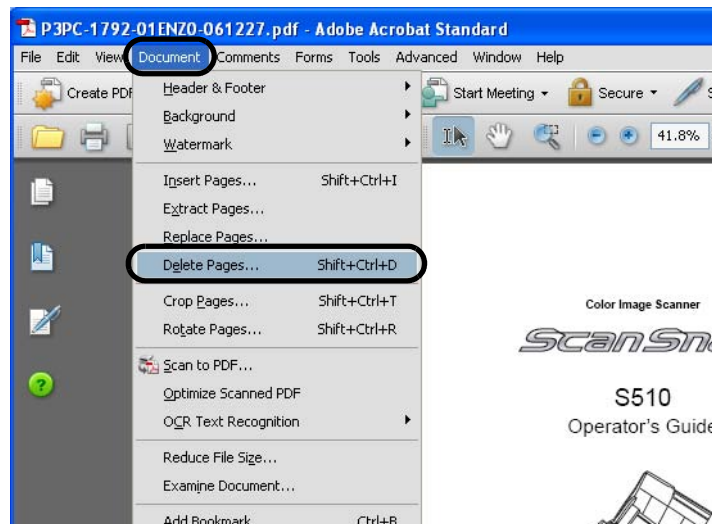 P3PC-1792-01ENZ0-061227.pdf - Adobe Acrobat Standard
File Edit View Document Comments Forms Tools Advanced Window Help
Create PDF Start Meeting Secure
41.8%
Header & Footer
Background
Watermark
Insert Pages... Shift+Ctrl+I
Extract Pages...
Replace Pages...
Delete Pages... Shift+Ctrl+D
Crop Pages... Shift+Ctrl+T
Rotate Pages... Shift+Ctrl+R
Scan to PDF...
Optimize Scanned PDF
OCR Text Recognition
Reduce File Size...
Examine Document...
Add Bookmark Ctrl+B
Color Image Scanner
ScanSna
S510
Operator's Guide